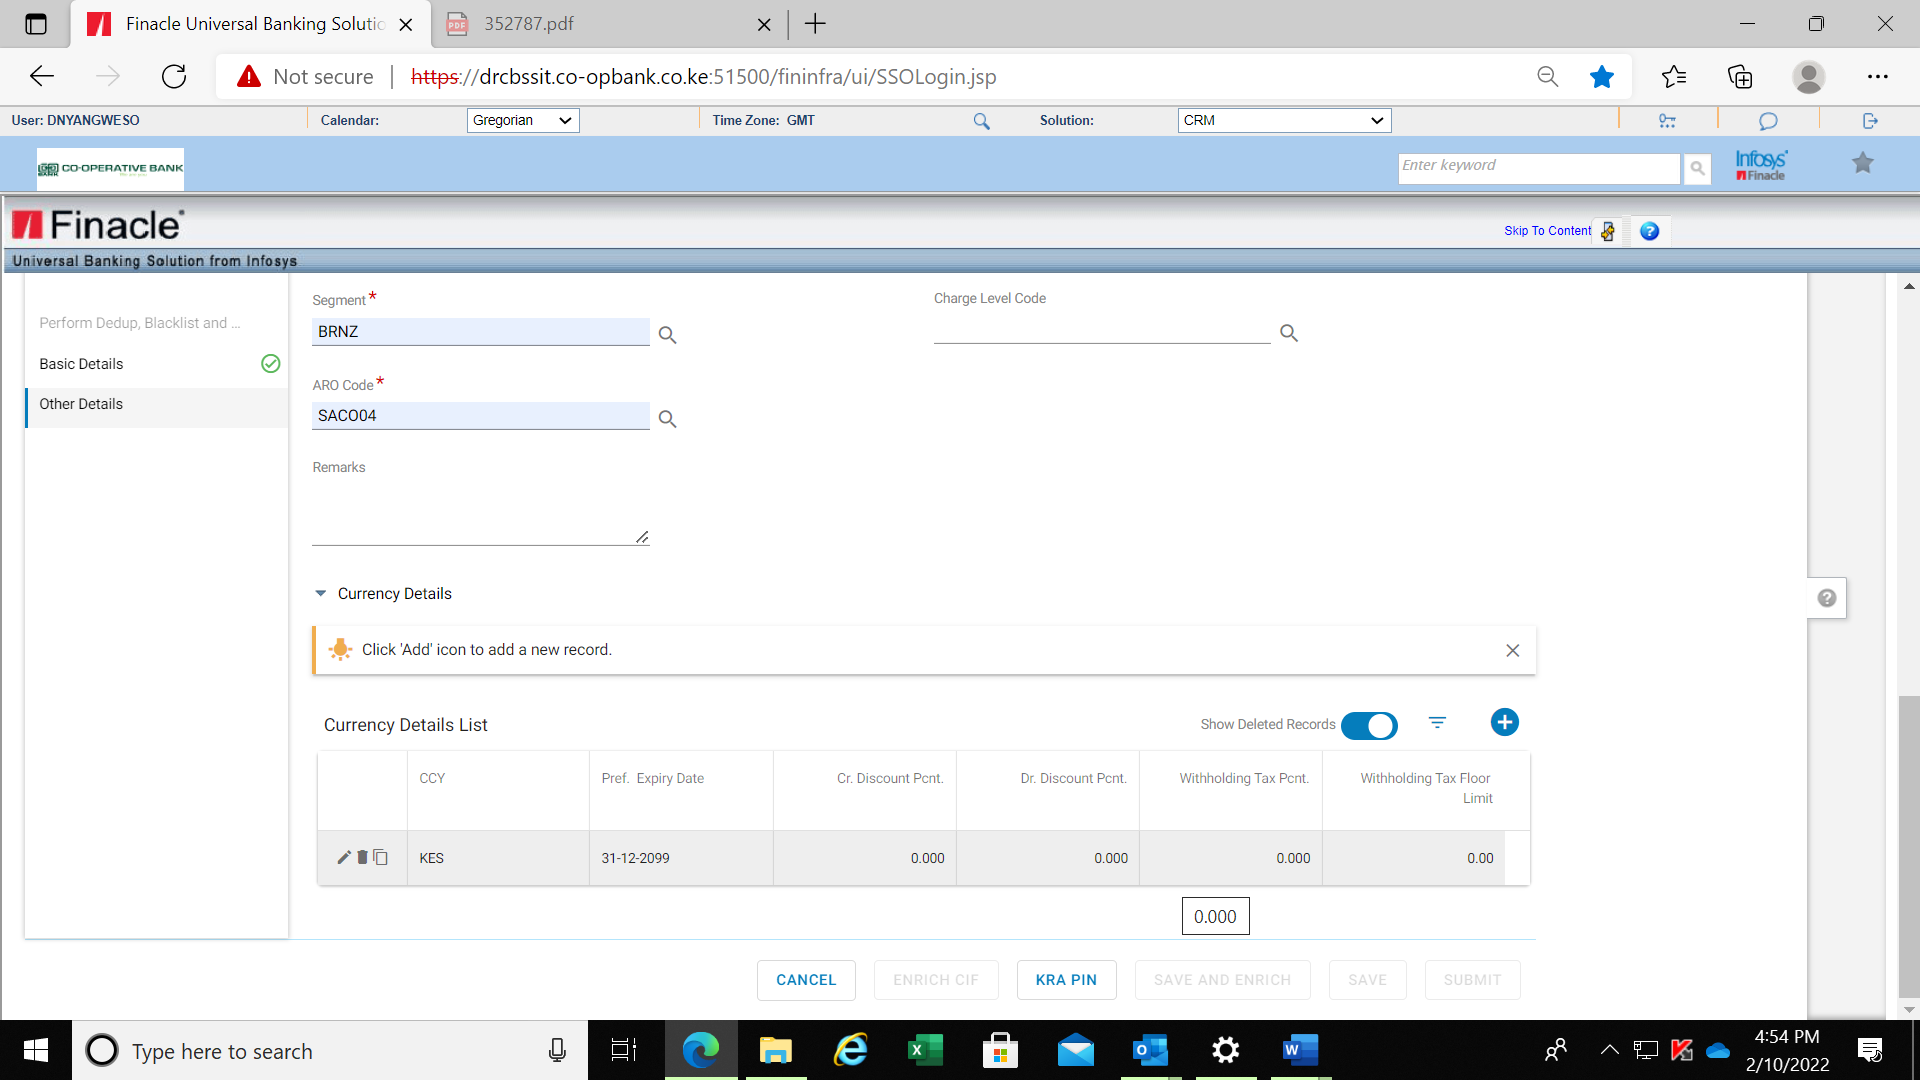 Finacle Universal Banking Solutio
352787.pdf
Not secure
https://drcbssit.co-opbank.co.ke:51500/fininfra/ui/SSOLogin.jsp
User: DNYANGWESO
Calendar:
Gregorian
Time Zone: GMT
Solution:
CRM
CO-OPERATIVE BANK
Enter keyword
Infosys
Finacle
Finacle
Skip To Content
Universal Banking Solution from Infosys
Perform Dedup, Blacklist and ...
Basic Details
Other Details
Segment*
BRNZ
Charge Level Code
ARO Code*
SACO04
Remarks
Currency Details
Click 'Add' icon to add a new record.
Currency Details List
Show Deleted Records
CCY
Pref. Expiry Date
Cr. Discount Pcnt.
Dr. Discount Pcnt.
Withholding Tax Pcnt.
Withholding Tax Floor
Limit
KES
31-12-2099
0.000
0.000
0.000
0.00
0.000
CANCEL
ENRICH CIF
KRA PIN
SAVE AND ENRICH
SAVE
SUBMIT
Type here to search
4:54 PM
2/10/2022